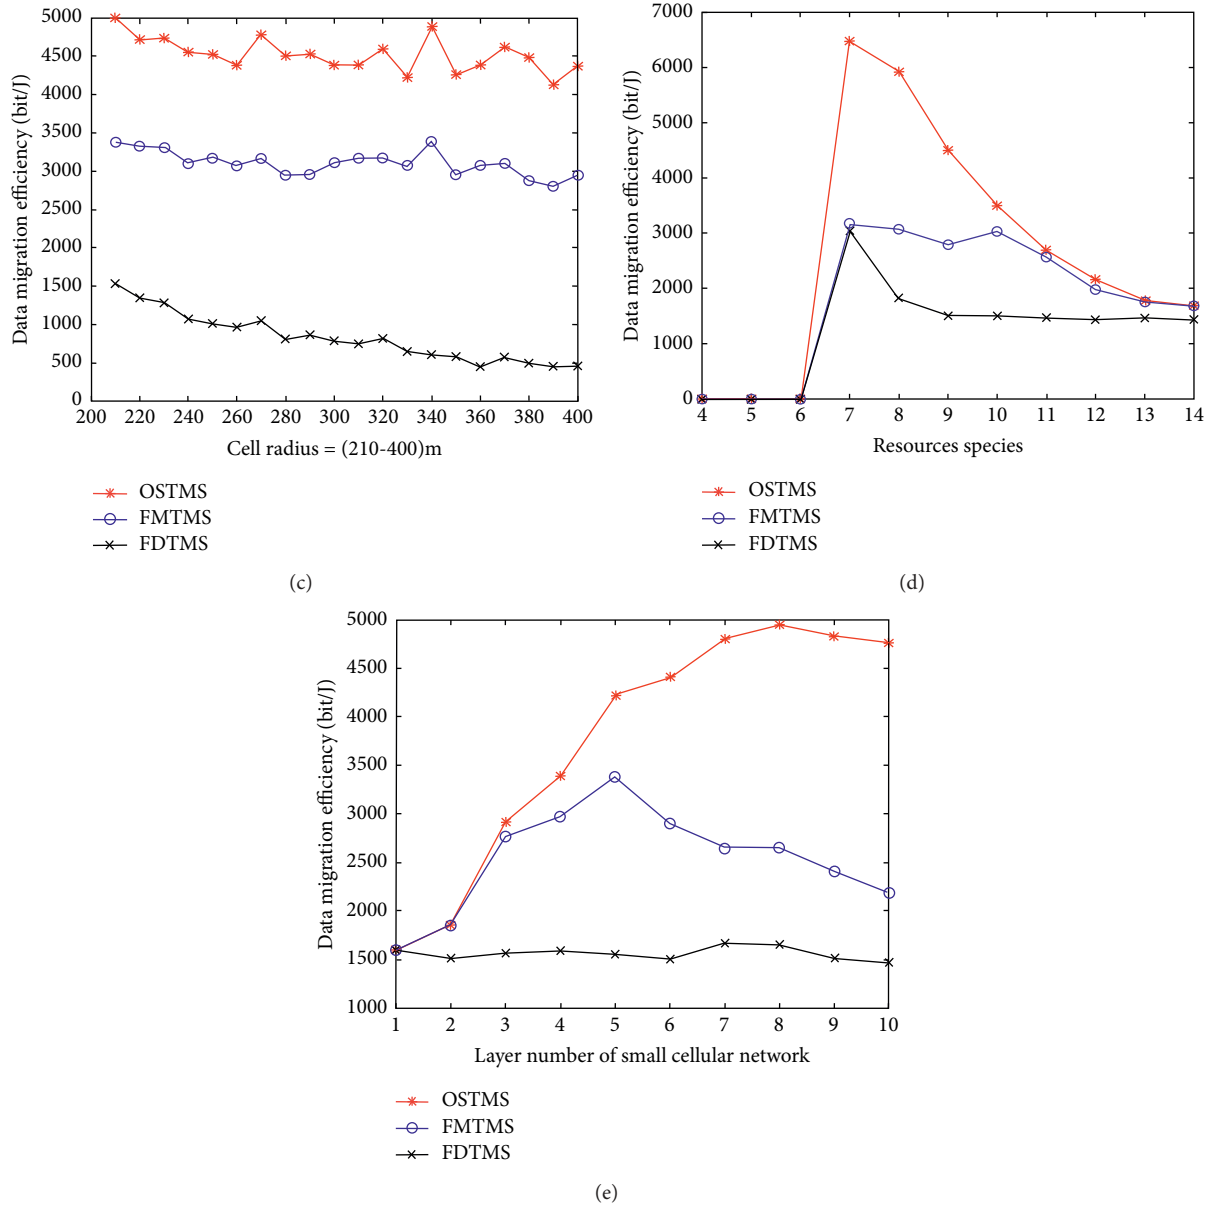 5000
4500
4000
3500
3000
2500
2000
1500
1000
500
0
Data migration efficiency (bit/J)
200 220 240 260 280 300 320 340 360 380 400
Cell radius = (210-400)m
OSTMS
FMTMS
FDTMS
(c)
7000
6000
5000
4000
3000
2000
1000
0
Data migration efficiency (bit/J)
4 5 6 7 8 9 10 11 12 13 14
Resources species
OSTMS
FMTMS
FDTMS
(d)
5000
4500
4000
3500
3000
2500
2000
1500
1000
Data migration efficiency (bit/J)
1 2 3 4 5 6 7 8 9 10
Layer number of small cellular network
OSTMS
FMTMS
FDTMS
(e)